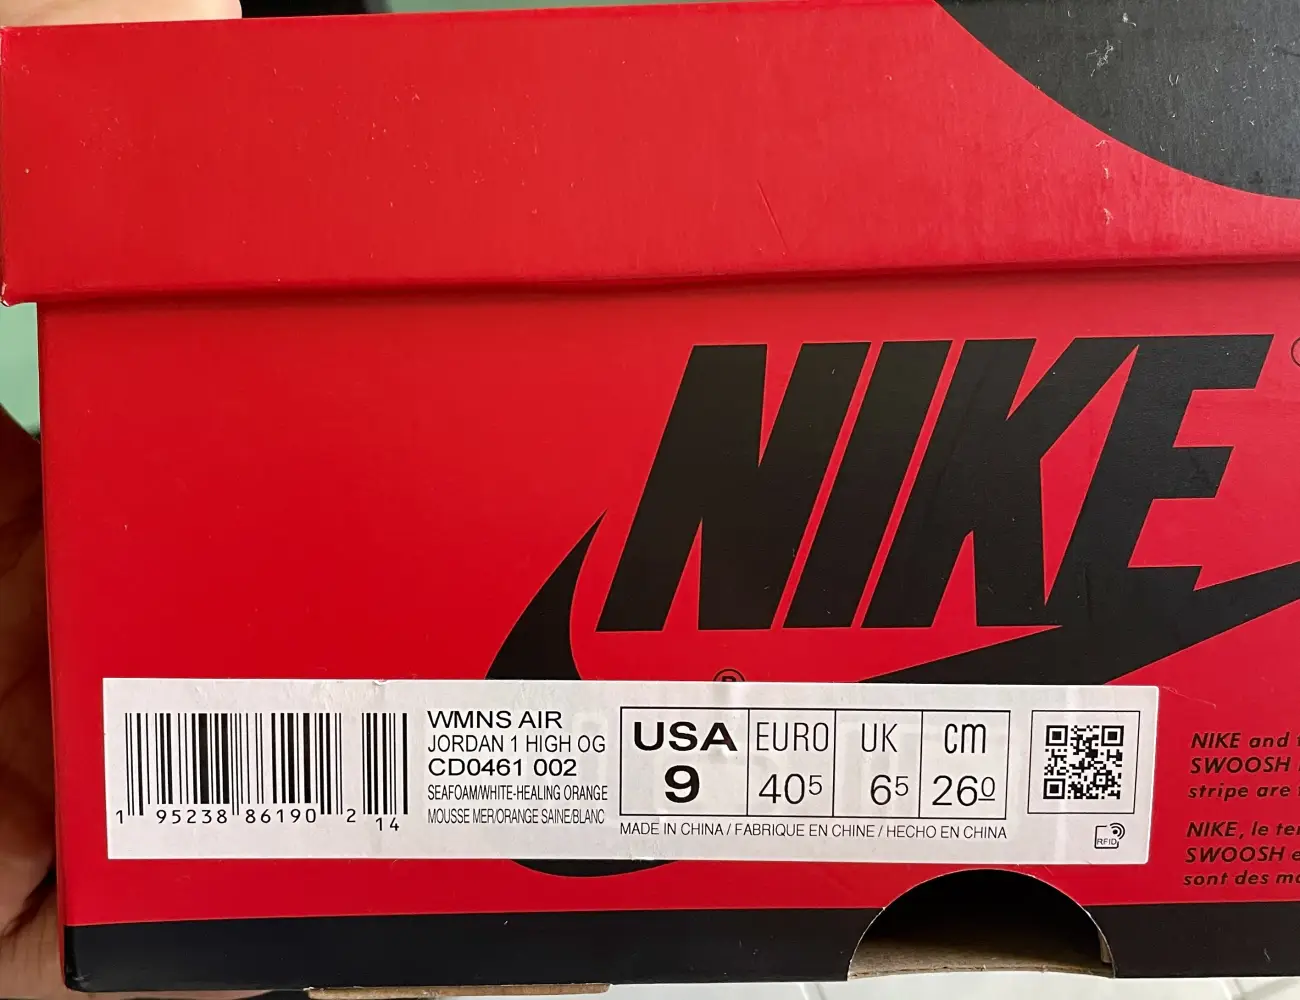 NIKE
®
WMNS AIR
JORDAN 1 HIGH OG
CD0461 002
SEAFOAM/WHITE-HEALING ORANGE
MOUSSE MER/ORANGE SAINE/BLANC
1 95238 86190 2 14
USA EURO UK cm
9 40⁵ 6⁵ 26⁰
MADE IN CHINA / FABRIQUE EN CHINE / HECHO EN CHINA
RFID
NIKE and
SWOOSH
stripe are
NIKE, le
SWOOSH
sont des